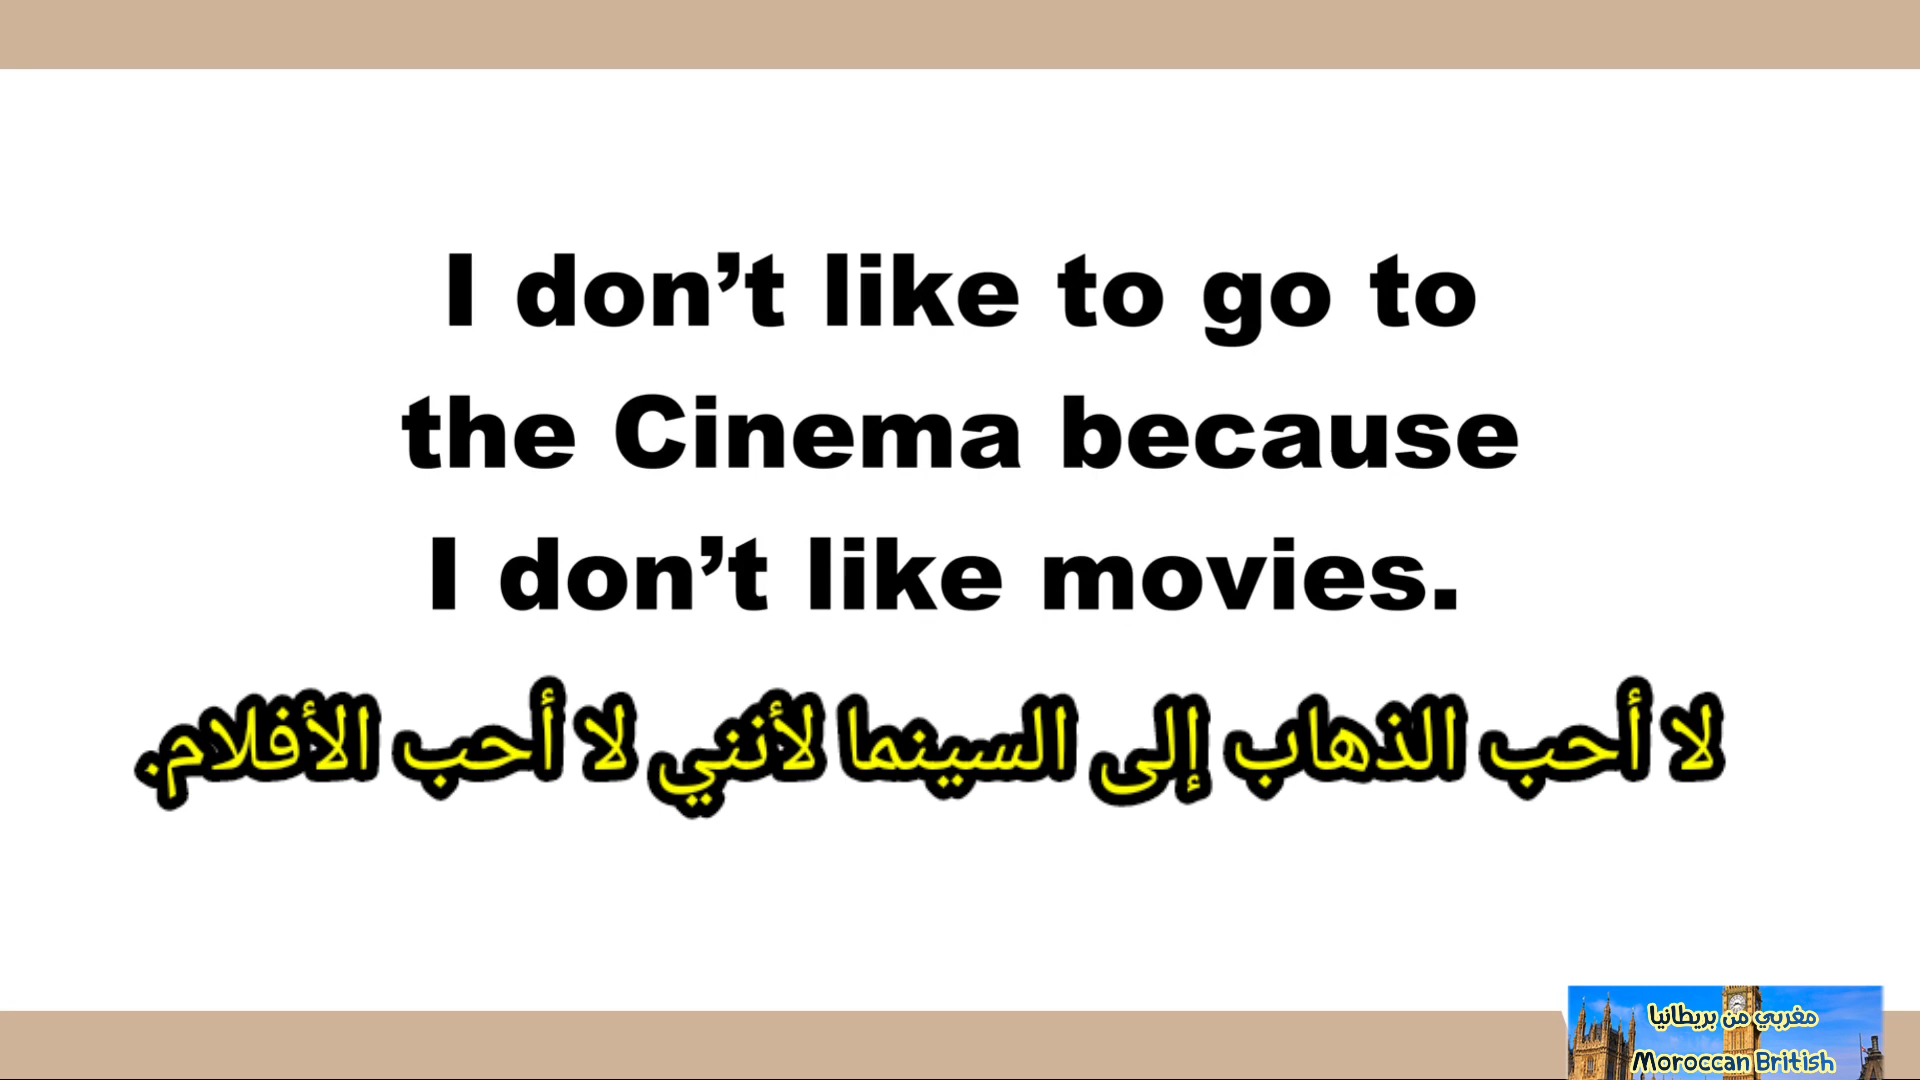 I don’t like to go to
the Cinema because
I don’t like movies.
لا أحب الذهاب إلى السينما لأنني لا أحب الأفلام.
مغربي من بريطانيا
Moroccan British